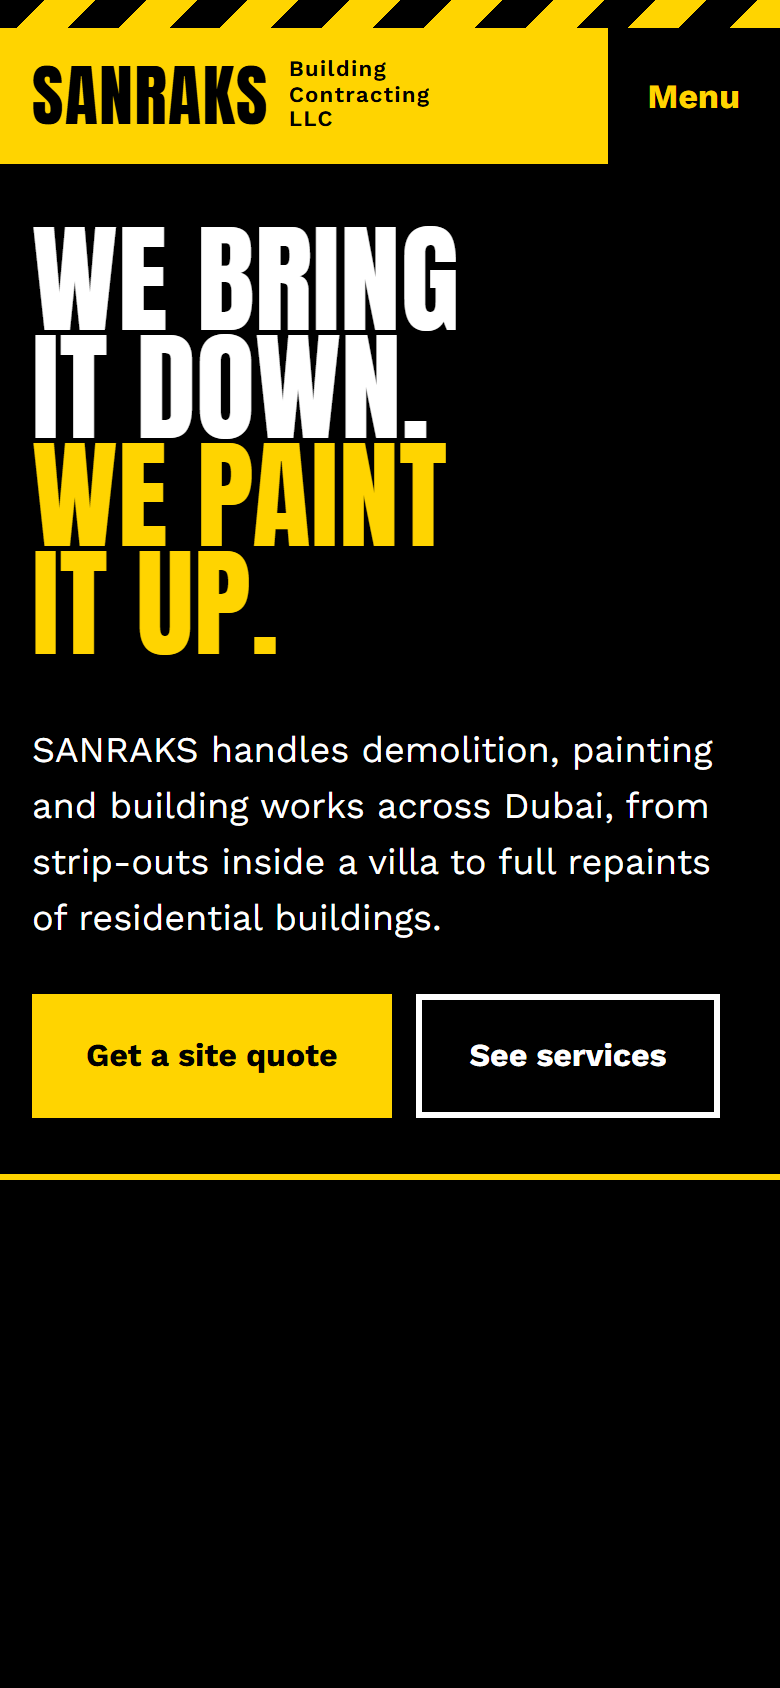 SANRAKS
Building
Contracting
LLC
Menu
WE BRING
IT DOWN.
WE PAINT
IT UP.
SANRAKS handles demolition, painting
and building works across Dubai, from
strip-outs inside a villa to full repaints
of residential buildings.
Get a site quote
See services